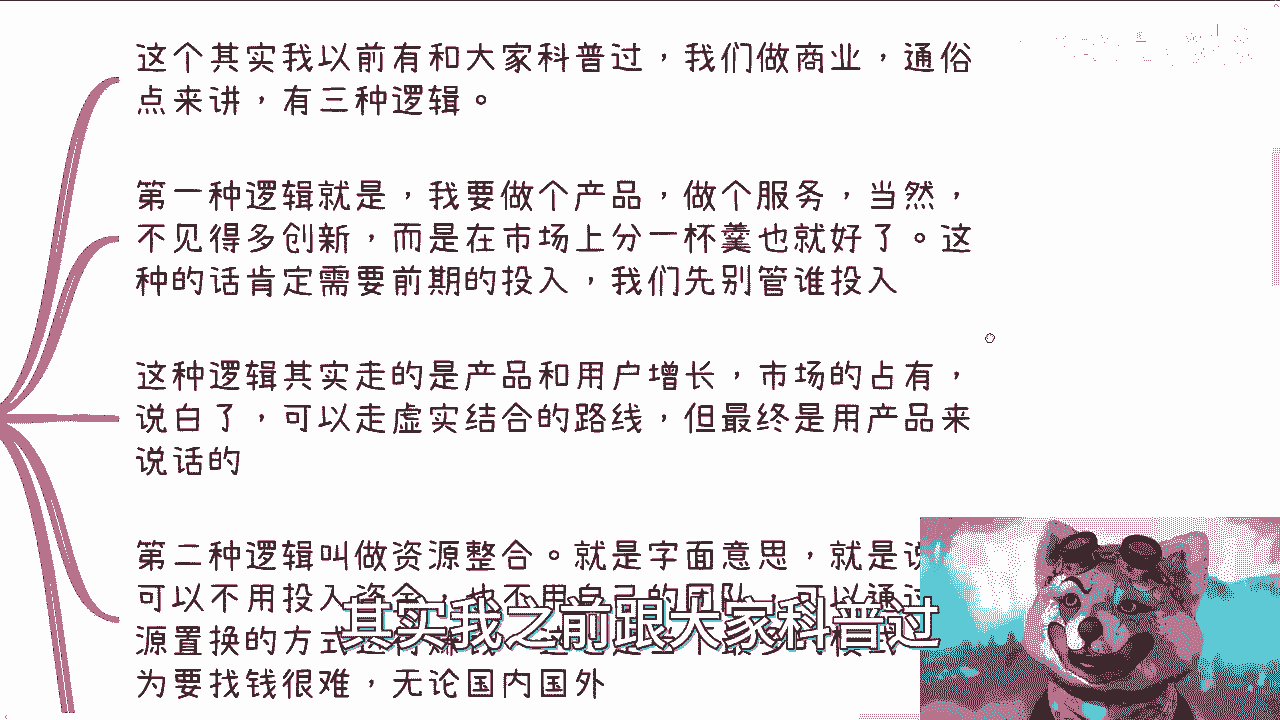 这个其实我以前有和大家科普过，我们做商业，通俗
点来讲，有三种逻辑。
第一种逻辑就是，我要做个产品，做个服务，当然，
不见得多创新，而是在市场上分一杯羹也就好了。这
种的话肯定需要前期的投入，我们先别管谁投入
这种逻辑其实走的是产品和用户增长，市场的占有，
说白了，可以走虚实结合的路线，但最终是用产品来
说话的
第二种逻辑叫做资源整合。就是字面意思，就是说
可以不用投入资金，也不用自己的团队，可以通过
源置换的方式
为要找钱很难，无论国内国外
其实我之前跟大家科普过